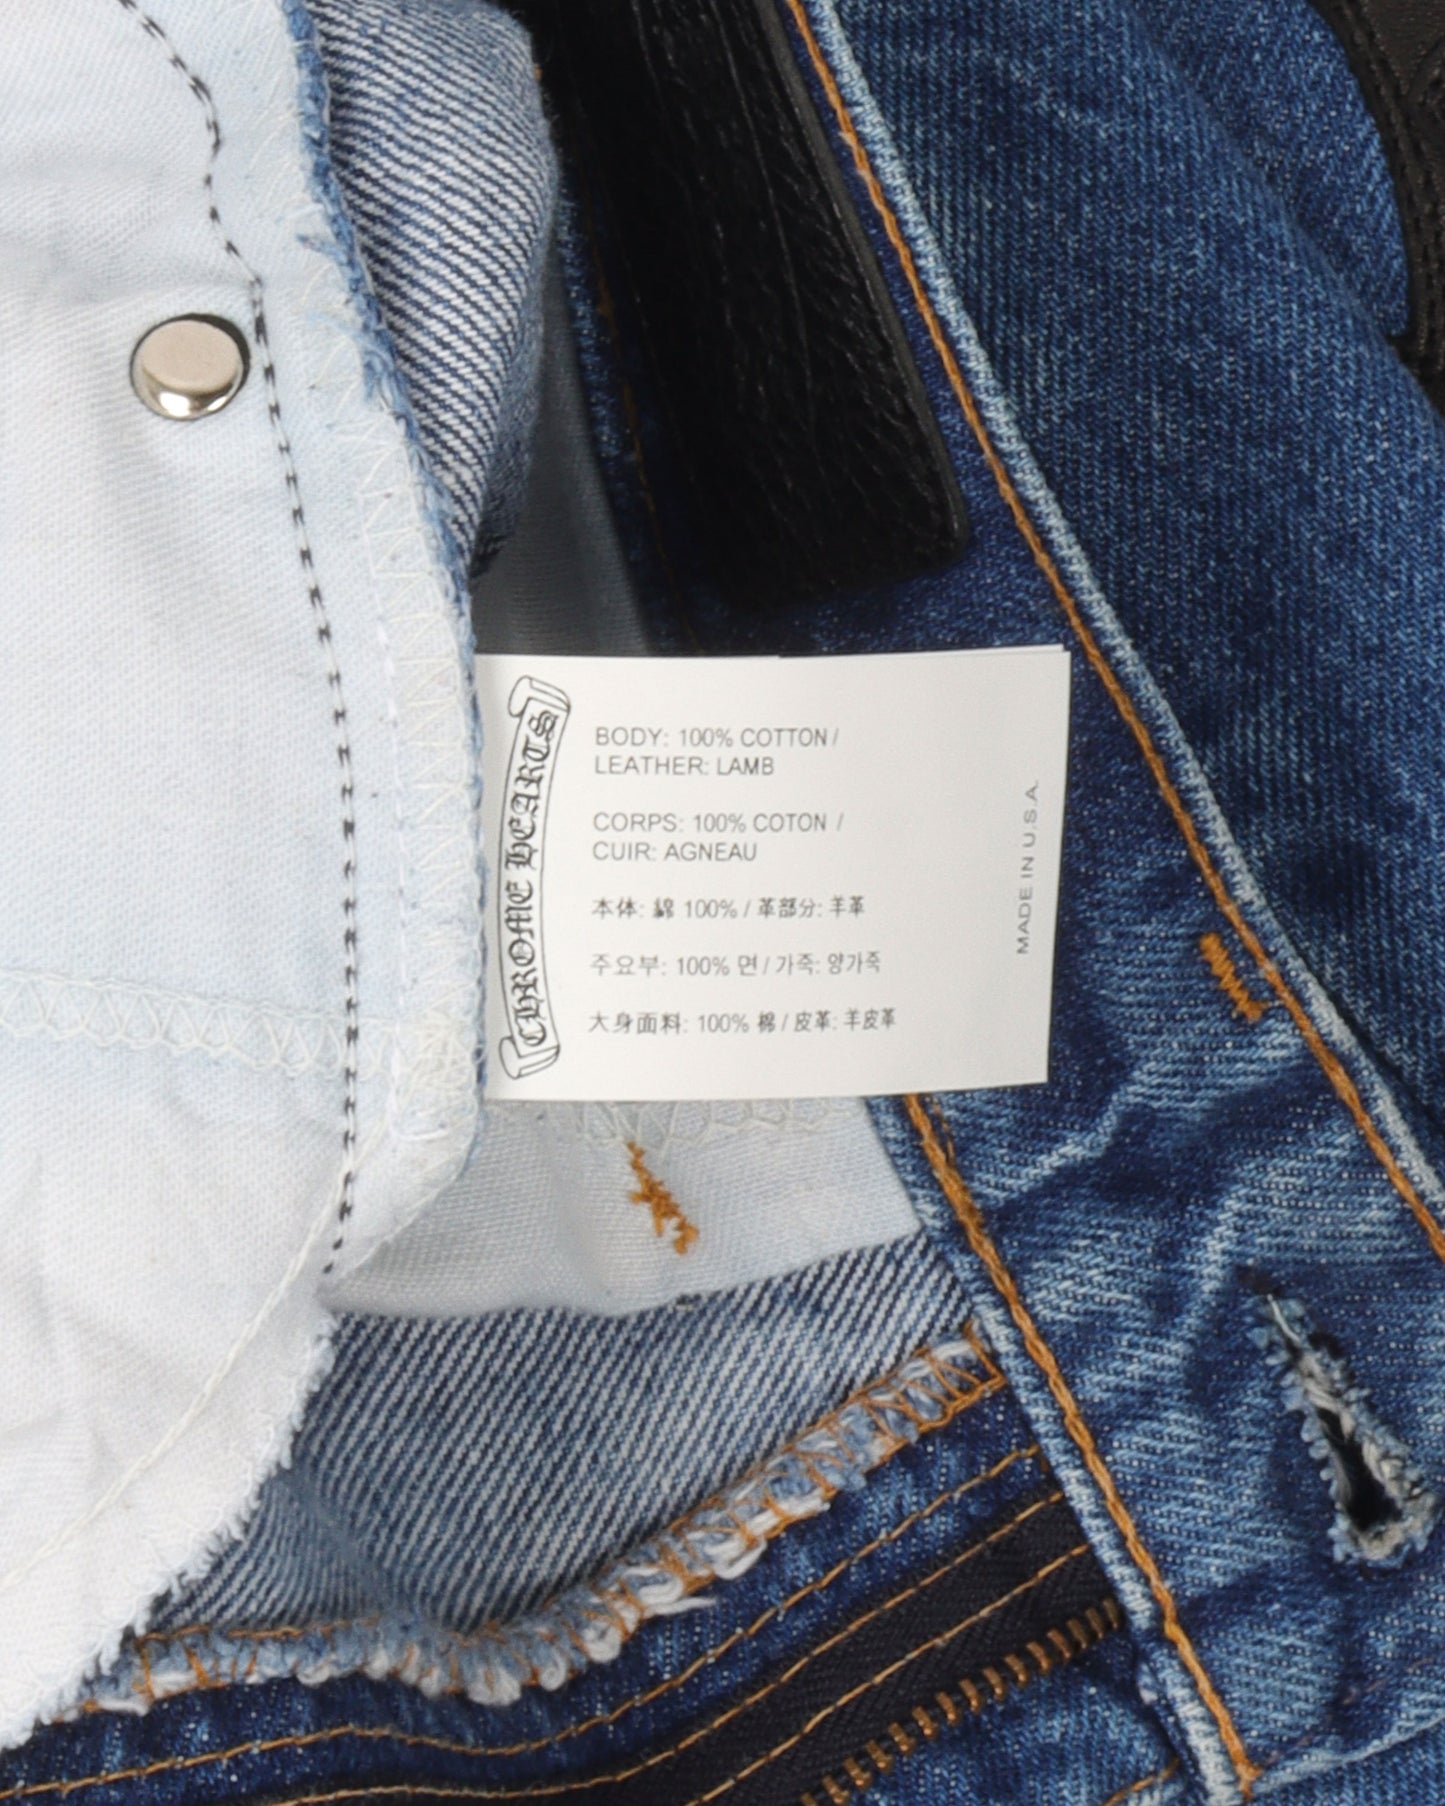 CHROME HEARTS
BODY: 100% COTTON /
LEATHER: LAMB
CORPS: 100% COTON /
CUIR: AGNEAU
本体: 綿 100% / 革部分: 羊革
주요부: 100% 면 / 가죽: 양가죽
大身面料: 100% 棉 / 皮革: 羊皮革
MADE IN U.S.A.